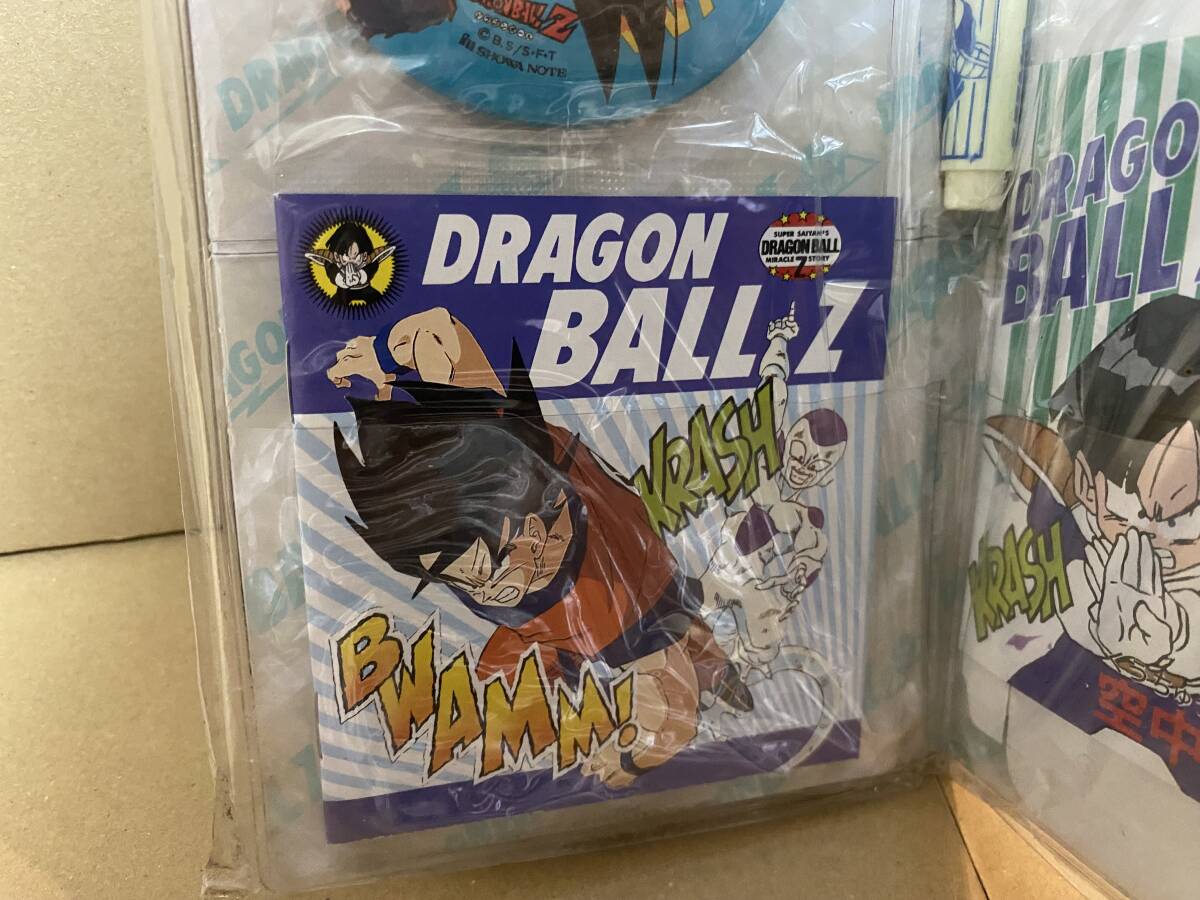 DRAGON BALL Z
© B.S/S・F・T
SHOWA NOTE
DRAGON
BALL Z
SUPER SAIYAN'S
DRAGON BALL
Z
MIRACLE STORY
KRASH
BWAMM!
DRAGO
BALL
KRASH
空中